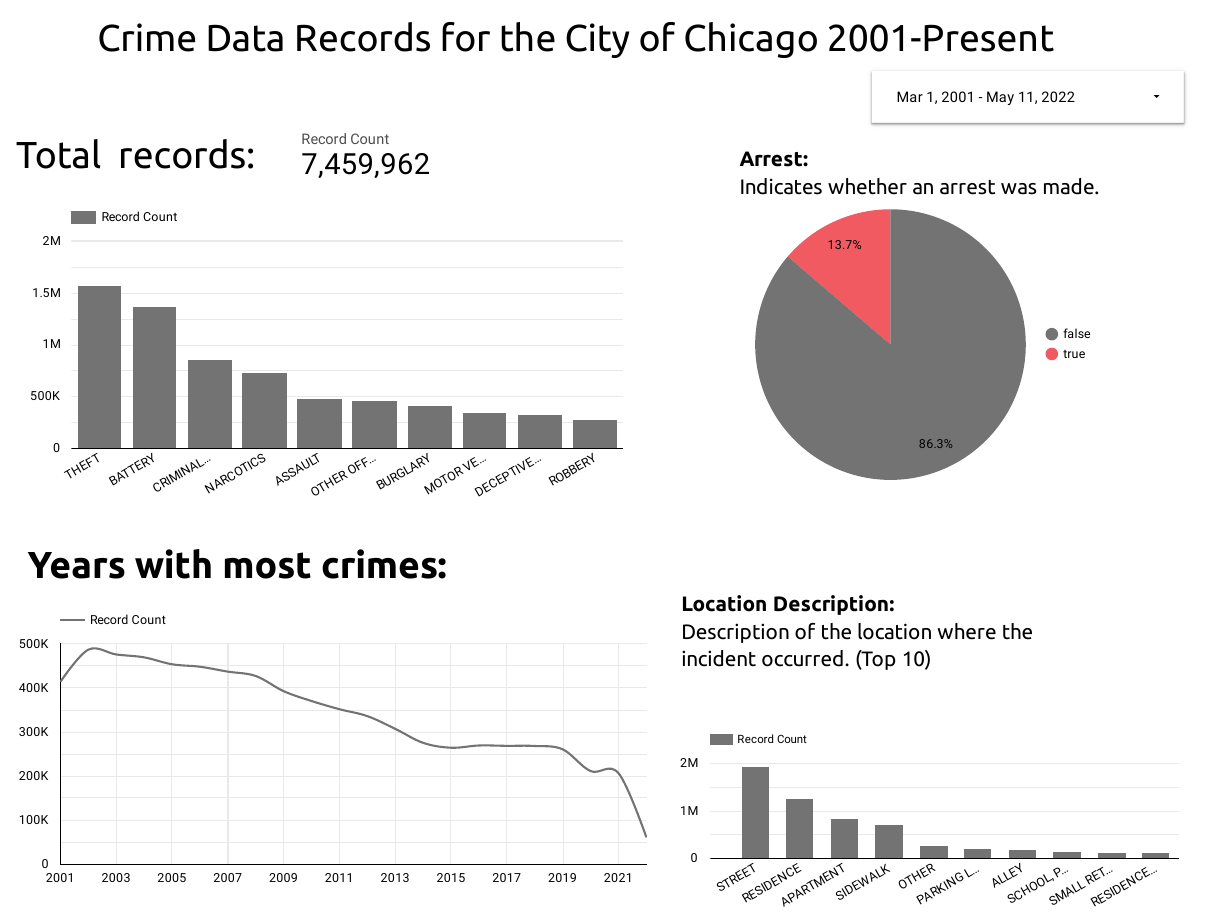 Crime Data Records for the City of Chicago 2001-Present
Mar 1, 2001 - May 11, 2022
Total records:
Record Count
7,459,962
Arrest:
Indicates whether an arrest was made.
Record Count
2M
1.5M
1M
500K
0
THEFT
BATTERY
CRIMINAL...
NARCOTICS
ASSAULT
OTHER OFF...
BURGLARY
MOTOR VE...
DECEPTIVE...
ROBBERY
13.7%
86.3%
false
true
Years with most crimes:
Record Count
500K
400K
300K
200K
100K
0
2001 2003 2005 2007 2009 2011 2013 2015 2017 2019 2021
Location Description:
Description of the location where the
incident occurred. (Top 10)
Record Count
2M
1M
0
STREET
RESIDENCE
APARTMENT
SIDEWALK
OTHER
PARKING L...
ALLEY
SCHOOL, P...
SMALL RET...
RESIDENCE...